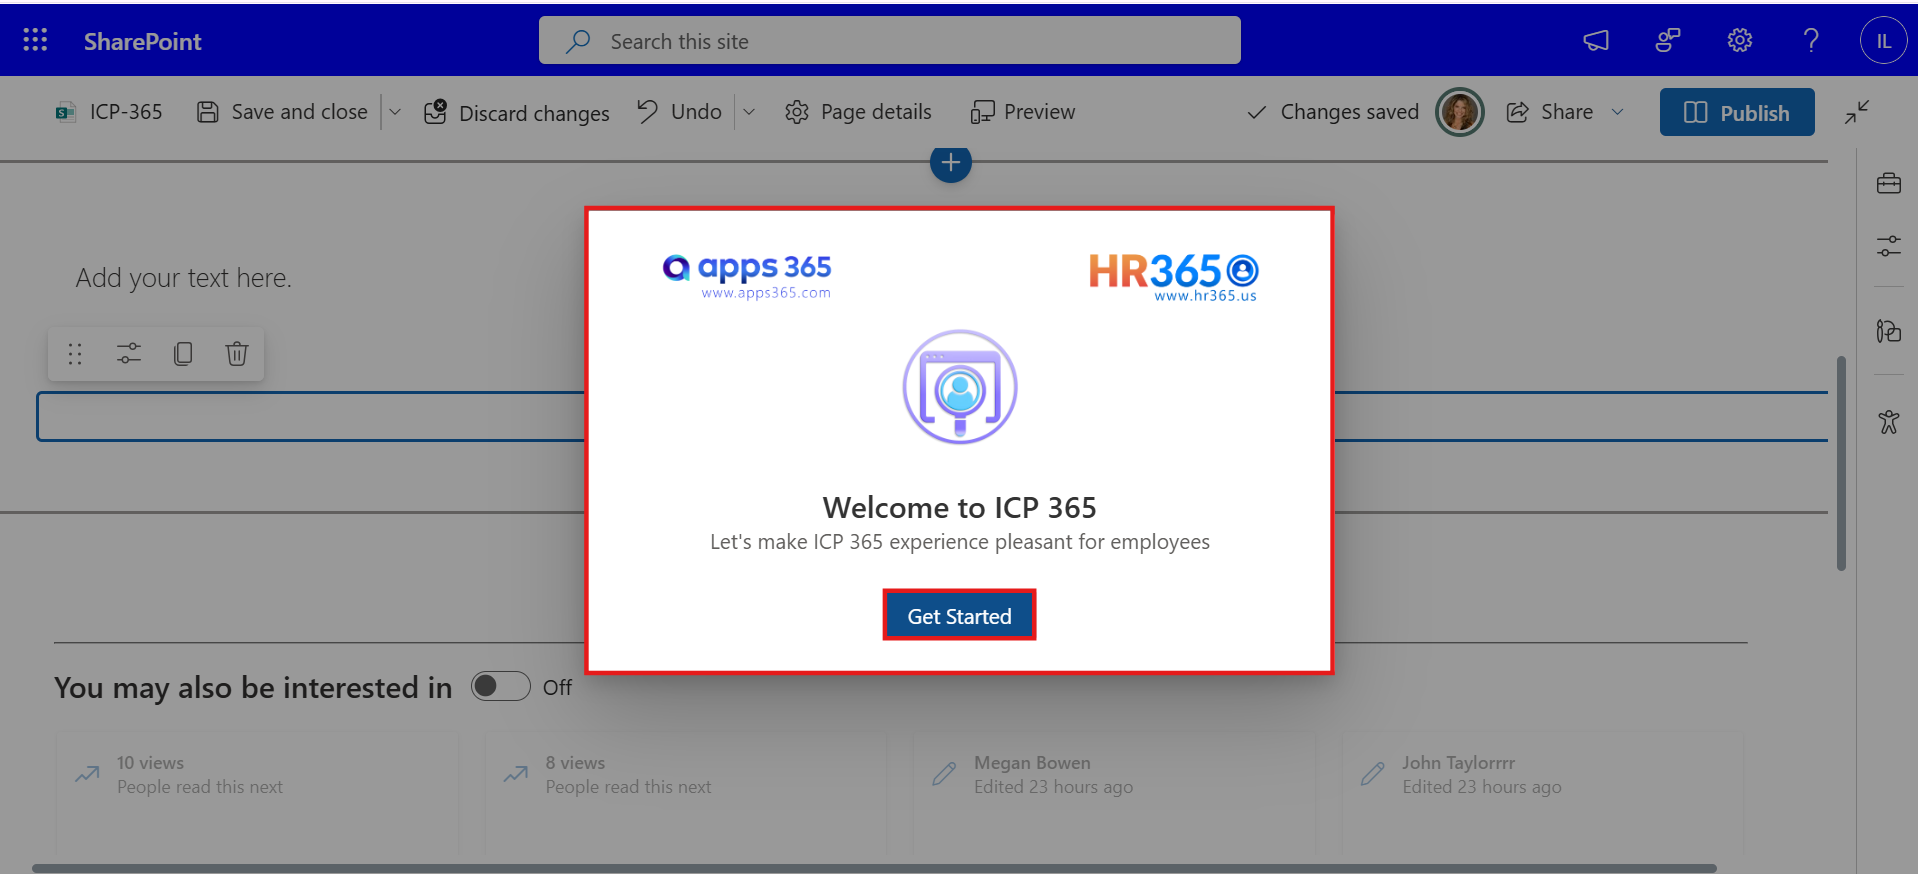 SharePoint
Search this site
IL
ICP-365
Save and close
Discard changes
Undo
Page details
Preview
Changes saved
Share
Publish
Add your text here.
apps 365
www.apps365.com
HR365
www.hr365.us
Welcome to ICP 365
Let's make ICP 365 experience pleasant for employees
Get Started
You may also be interested in
Off
10 views
People read this next
8 views
People read this next
Megan Bowen
Edited 23 hours ago
John Taylorrrr
Edited 23 hours ago